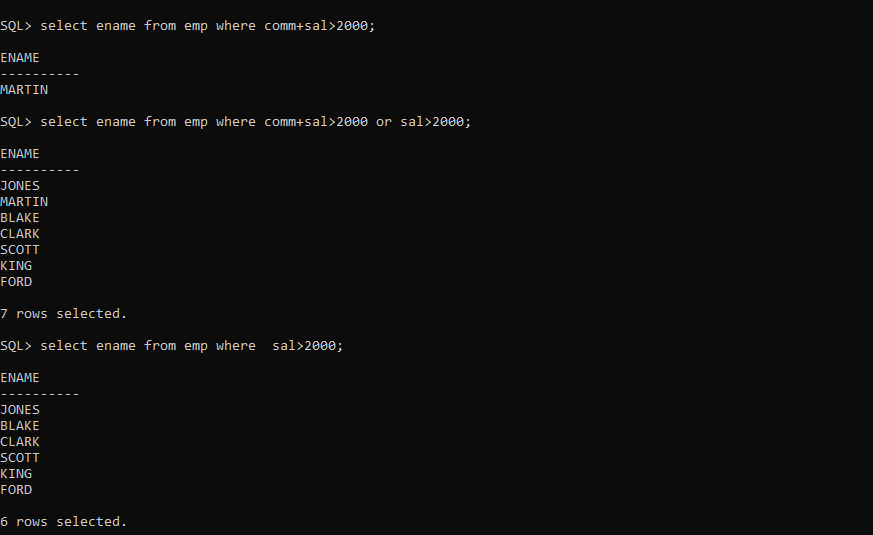 SQL> select ename from emp where comm+sal>2000;
ENAME
----------
MARTIN
SQL> select ename from emp where comm+sal>2000 or sal>2000;
ENAME
----------
JONES
MARTIN
BLAKE
CLARK
SCOTT
KING
FORD
7 rows selected.
SQL> select ename from emp where  sal>2000;
ENAME
----------
JONES
BLAKE
CLARK
SCOTT
KING
FORD
6 rows selected.